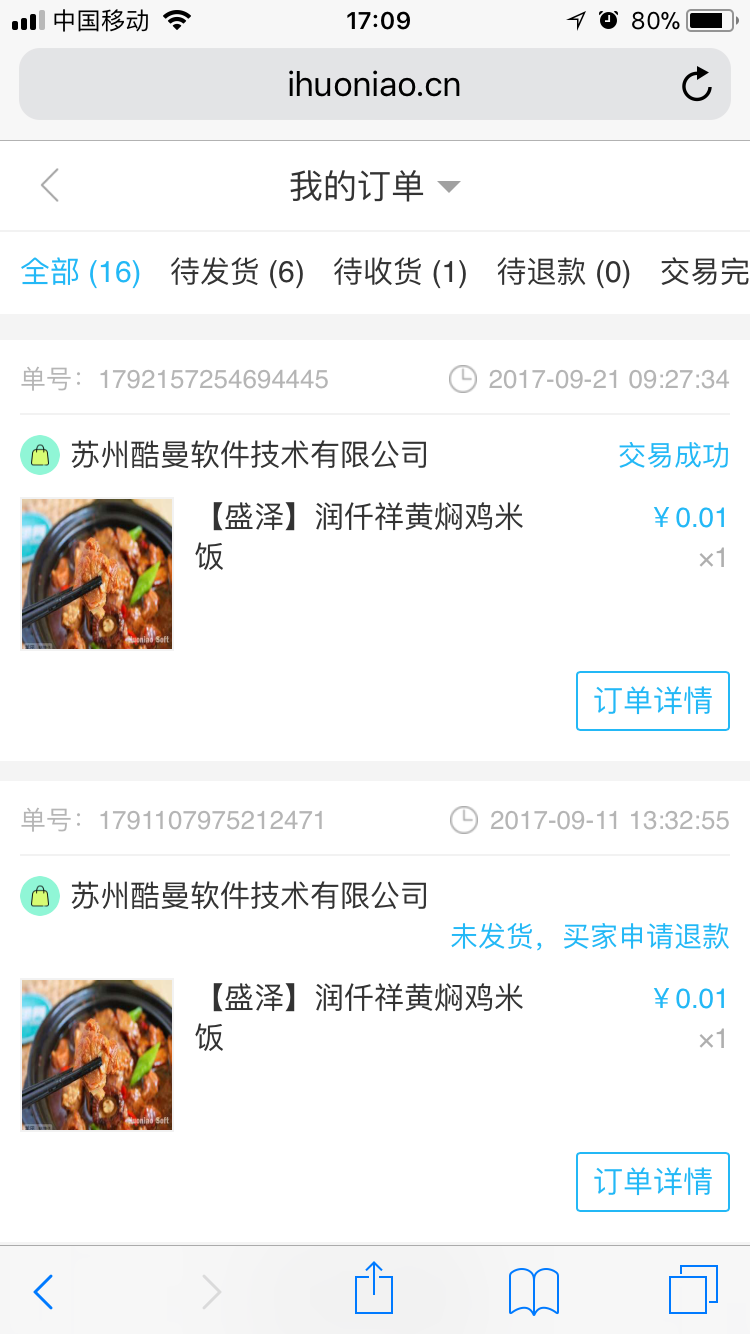 中国移动 17:09 80%
ihuoniao.cn
我的订单
全部 (16) 待发货 (6) 待收货 (1) 待退款 (0) 交易完
单号：1792157254694445 2017-09-21 09:27:34
苏州酷曼软件技术有限公司 交易成功
【盛泽】润仟祥黄焖鸡米 ¥0.01
饭 ×1
Huoniao Soft
订单详情
单号：1791107975212471 2017-09-11 13:32:55
苏州酷曼软件技术有限公司
未发货，买家申请退款
【盛泽】润仟祥黄焖鸡米 ¥0.01
饭 ×1
Huoniao Soft
订单详情